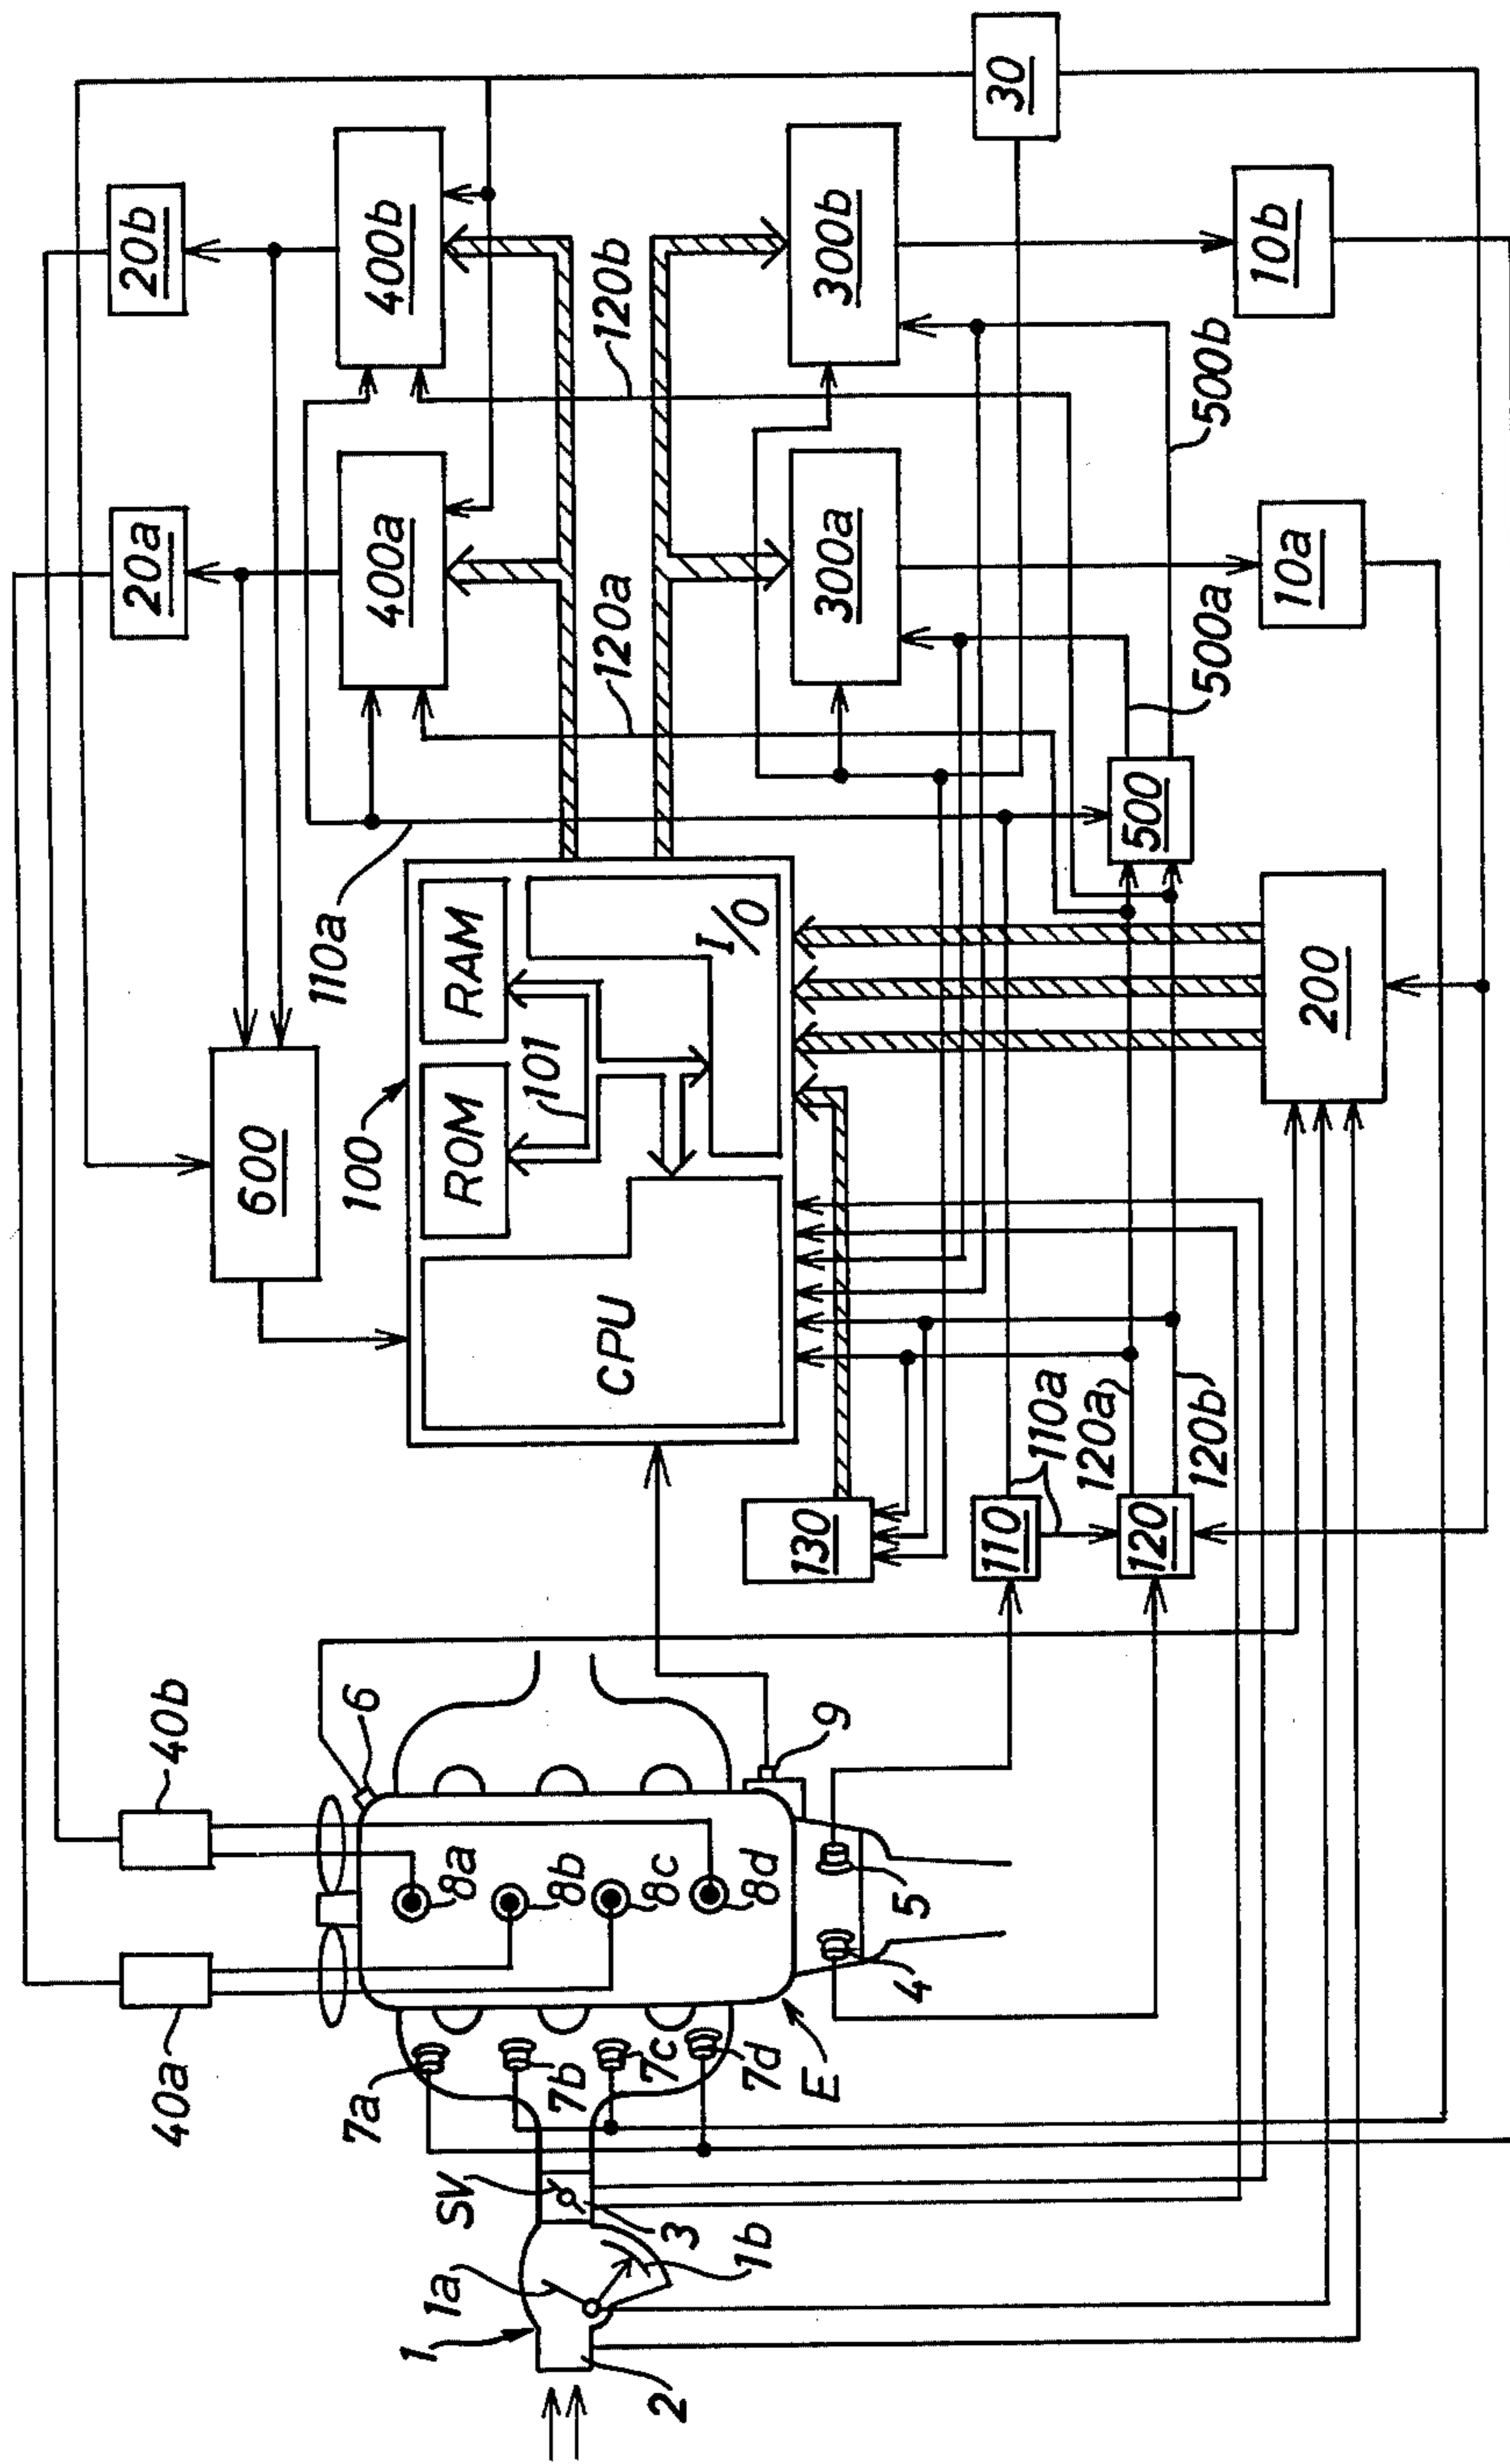 40a
40b
20a
20b
600
110a
400a
400b
7a
8a
6
100
ROM
RAM
101
120a
120b
SV
7b
8b
CPU
I/O
1a
7c
8c
1
7d
8d
9
130
300a
300b
30
3
1b
E
4
5
110
110a
2
120
120a
120b
500
500a
500b
200
10a
10b